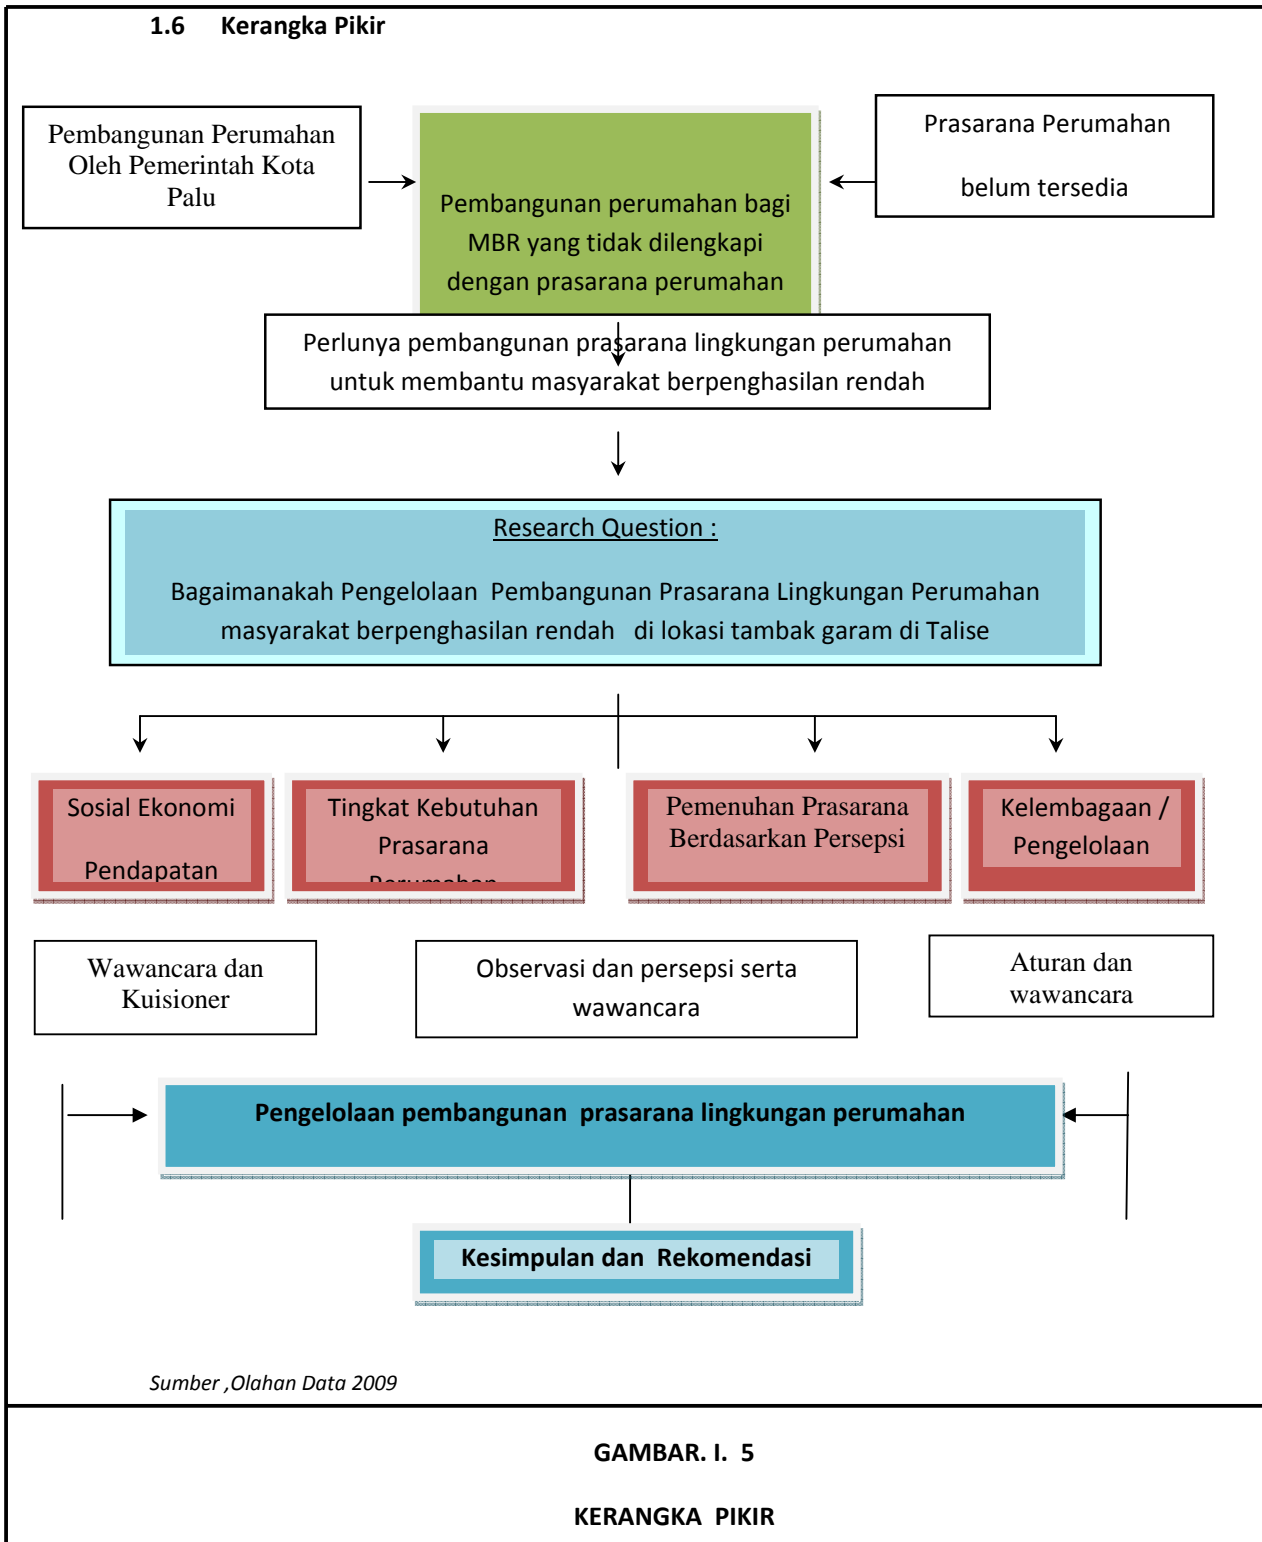 1.6 Kerangka Pikir
Pembangunan Perumahan
Oleh Pemerintah Kota
Palu
Pembangunan perumahan bagi
MBR yang tidak dilengkapi
dengan prasarana perumahan
Prasarana Perumahan
belum tersedia
Perlunya pembangunan prasarana lingkungan perumahan
untuk membantu masyarakat berpenghasilan rendah
Research Question :
Bagaimanakah Pengelolaan Pembangunan Prasarana Lingkungan Perumahan
masyarakat berpenghasilan rendah di lokasi tambak garam di Talise
Sosial Ekonomi
Pendapatan
Tingkat Kebutuhan
Prasarana
Perumahan
Pemenuhan Prasarana
Berdasarkan Persepsi
Kelembagaan /
Pengelolaan
Wawancara dan
Kuisioner
Observasi dan persepsi serta
wawancara
Aturan dan
wawancara
Pengelolaan pembangunan prasarana lingkungan perumahan
Kesimpulan dan Rekomendasi
Sumber ,Olahan Data 2009
GAMBAR. I. 5
KERANGKA PIKIR